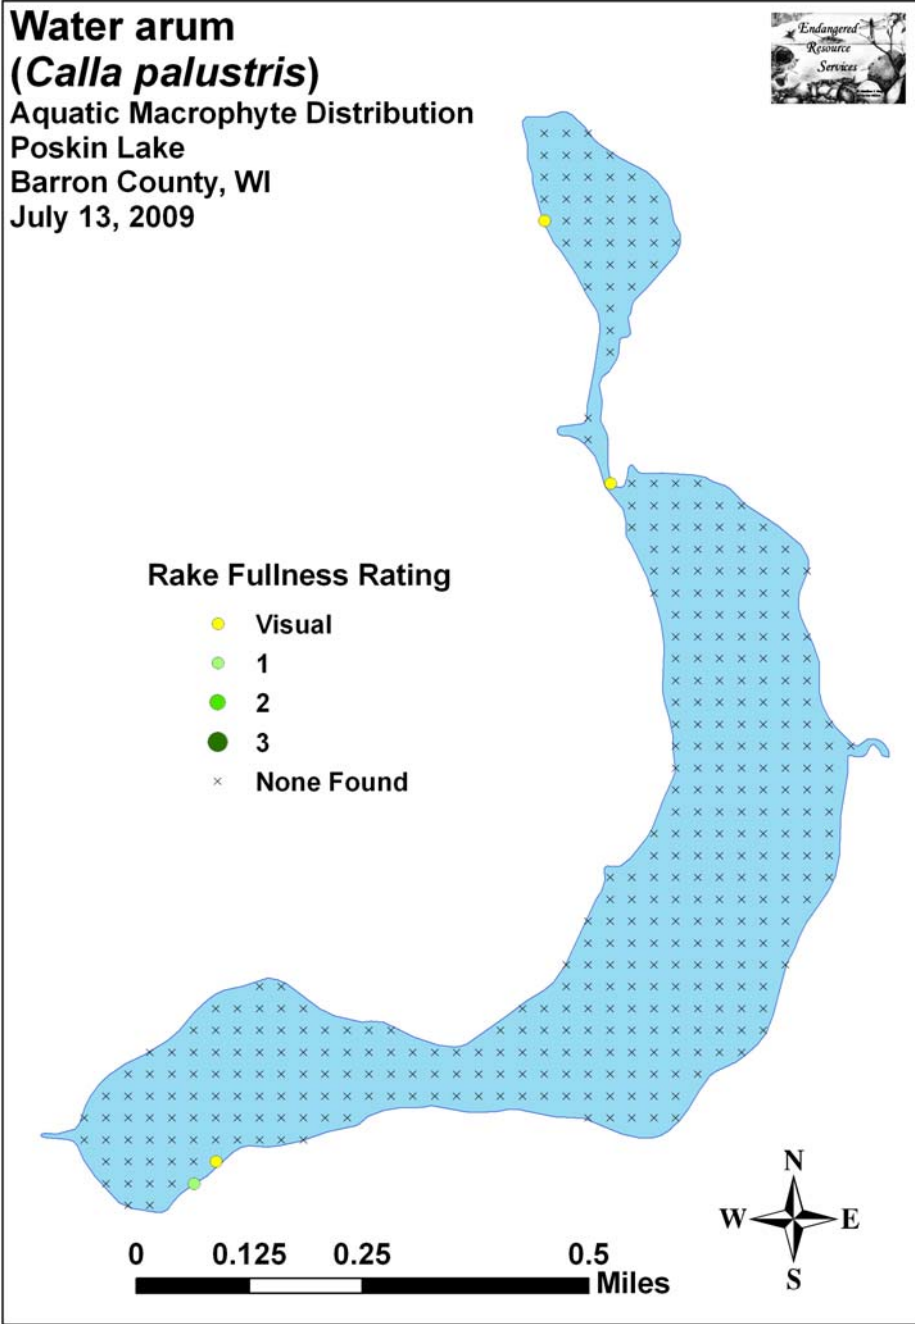 Water arum
(Calla palustris)
Aquatic Macrophyte Distribution
Poskin Lake
Barron County, WI
July 13, 2009
Endangered
Resource
Services
Rake Fullness Rating
Visual
1
2
3
None Found
N
W E
S
0 0.125 0.25 0.5
Miles